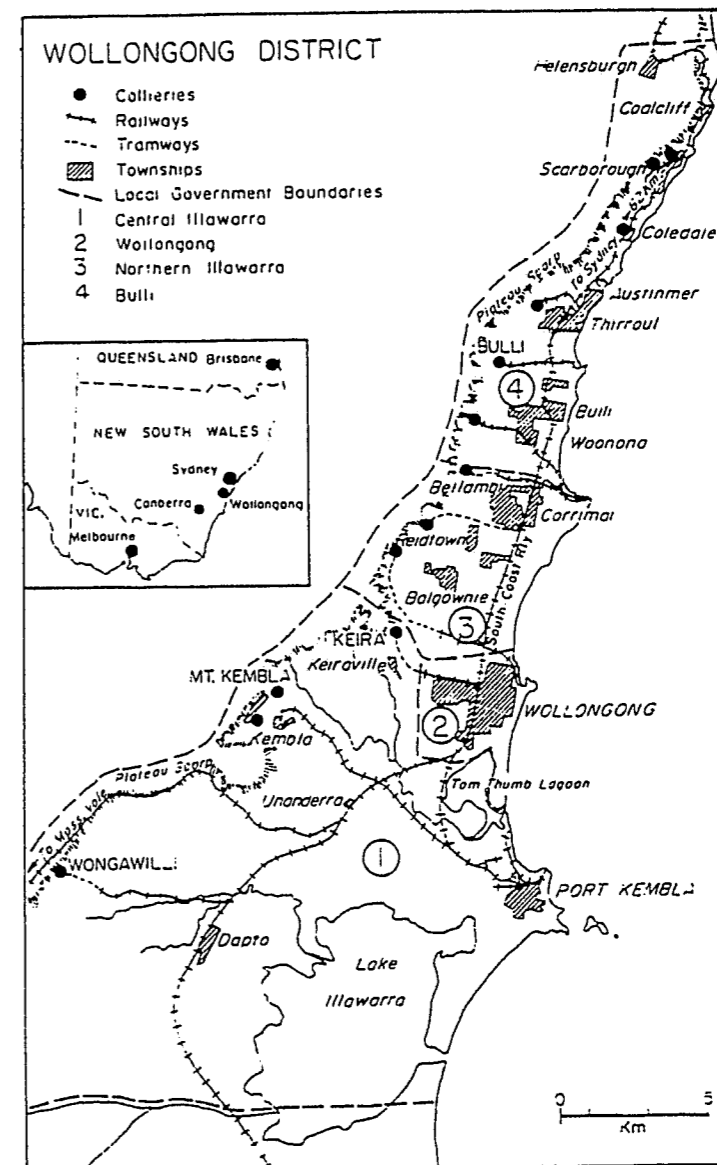 WOLLONGONG DISTRICT
Collieries
Railways
Tramways
Townships
Local Government Boundaries
1 Central Illawarra
2 Wollongong
3 Northern Illawarra
4 Bulli
QUEENSLAND Brisbane
NEW SOUTH WALES
Sydney
Canberra
Wollongong
VIC.
Melbourne
Helensburgh
Coalcliff
Scarborough
To Sydney 62 Km
Coledale
Plateau Scarp
Austinmer
Thirroul
BULLI
4
Bulli
Woonona
Bellambi
Corrimal
South Coast Rly
Balgownie
3
KEIRA
Keiraville
MT. KEMBLA
Kembla
2
WOLLONGONG
Plateau Scarp
Tom Thumb Lagoon
Unanderra
To Moss Vale
WONGAWILLI
1
PORT KEMBLA
Dapto
Lake
Illawarra
0 5
Km